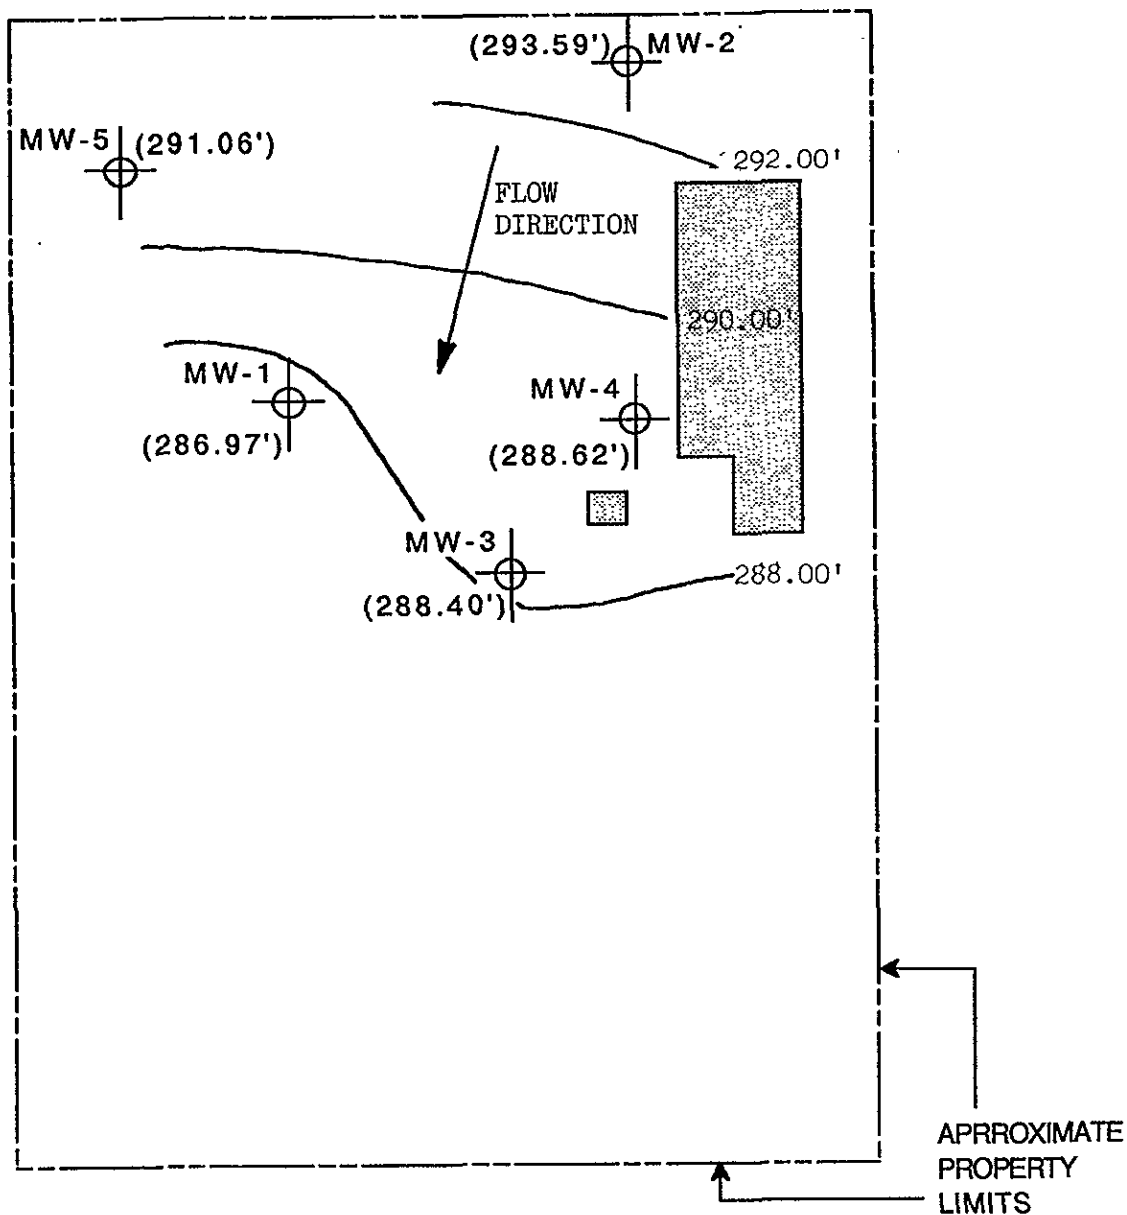 (293.59') MW-2
MW-5 (291.06')
292.00'
FLOW
DIRECTION
290.00'
MW-1
(286.97')
MW-4
(288.62')
MW-3
(288.40')
288.00'
APRROXIMATE
PROPERTY
LIMITS